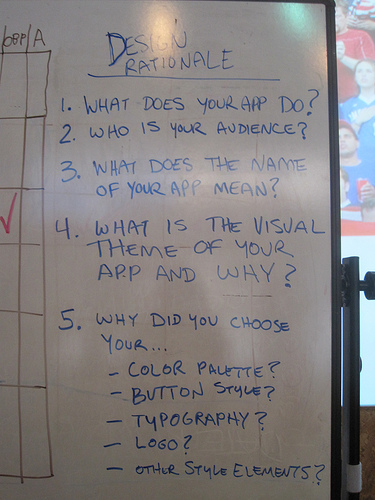 OBP/A
DESIGN
RATIONALE
1. WHAT DOES YOUR APP DO?
2. WHO IS YOUR AUDIENCE?
3. WHAT DOES THE NAME
OF YOUR APP MEAN?
4. WHAT IS THE VISUAL
THEME OF YOUR
APP AND WHY?
5. WHY DID YOU CHOOSE
YOUR...
- COLOR PALETTE?
- BUTTON STYLE?
- TYPOGRAPHY?
- LOGO?
- OTHER STYLE ELEMENTS?